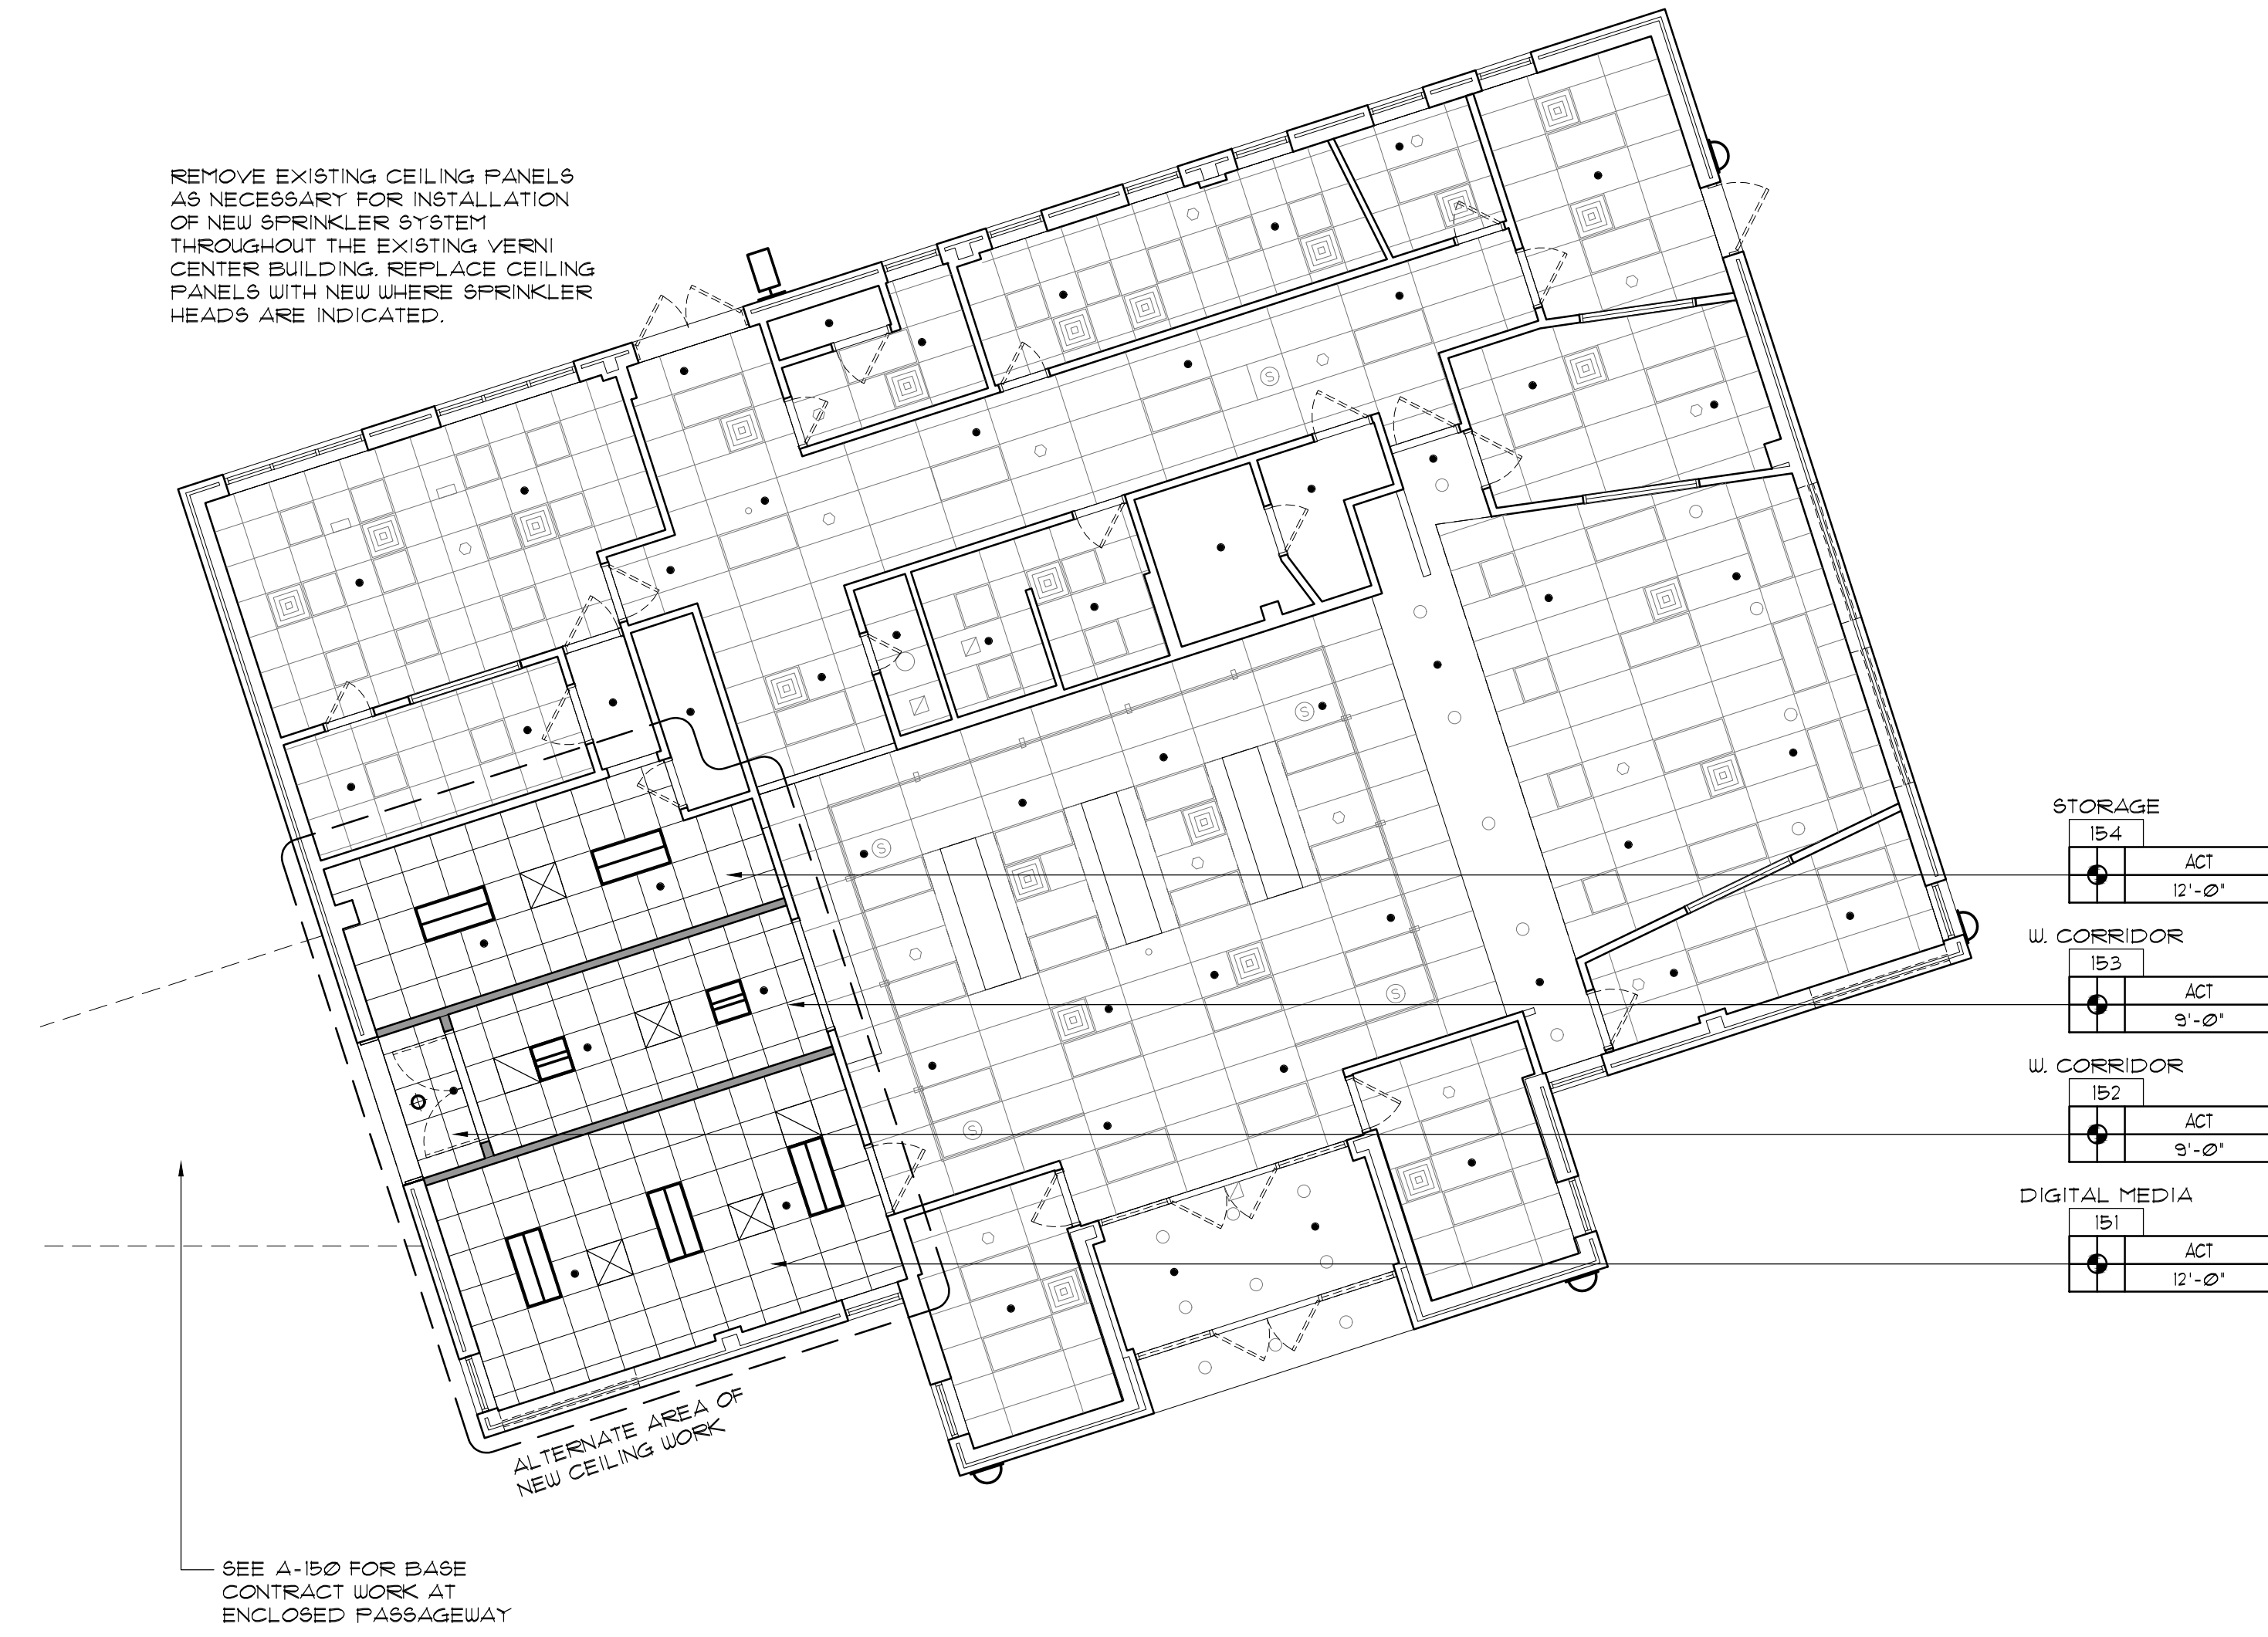 REMOVE EXISTING CEILING PANELS
AS NECESSARY FOR INSTALLATION
OF NEW SPRINKLER SYSTEM
THROUGHOUT THE EXISTING VERNI
CENTER BUILDING. REPLACE CEILING
PANELS WITH NEW WHERE SPRINKLER
HEADS ARE INDICATED.
S
S
S
S
S
STORAGE
154
ACT
12'-0"
W. CORRIDOR
153
ACT
9'-0"
W. CORRIDOR
152
ACT
9'-0"
DIGITAL MEDIA
151
ACT
12'-0"
ALTERNATE AREA OF
NEW CEILING WORK
SEE A-150 FOR BASE
CONTRACT WORK AT
ENCLOSED PASSAGEWAY